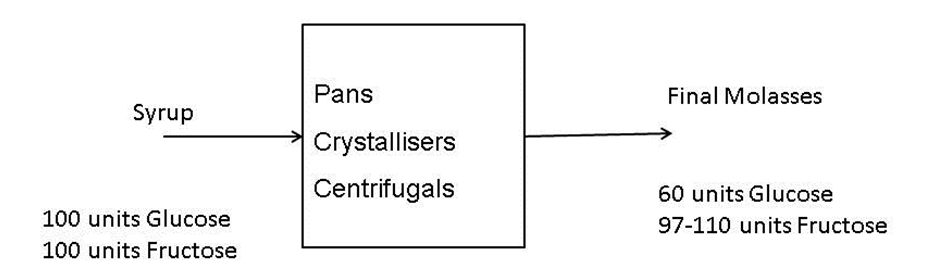 Pans
Final Molasses
Syrup
Crystallisers
Centrifugals
60 units Glucose
97-110 units Fructose
100 units Glucose
100 units Fructose